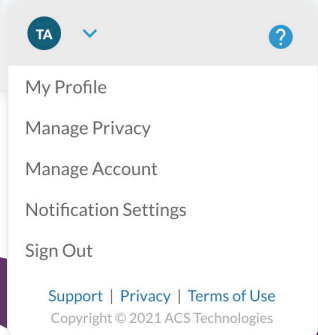 TA
?
My Profile
Manage Privacy
Manage Account
Notification Settings
Sign Out
Support | Privacy | Terms of Use
Copyright © 2021 ACS Technologies